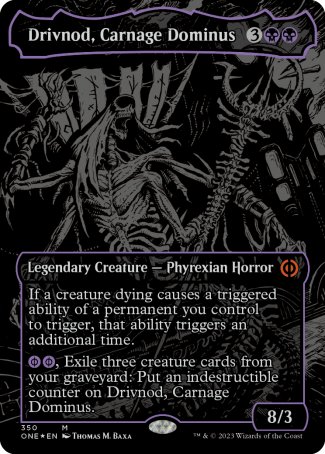 Drivnod, Carnage Dominus 3
Legendary Creature — Phyrexian Horror
If a creature dying causes a triggered
ability of a permanent you control
to trigger, that ability triggers an
additional time.
, Exile three creature cards from
your graveyard: Put an indestructible
counter on Drivnod, Carnage
Dominus.
8/3
350 M
ONE★EN Thomas M. Baxa
™ & © 2023 Wizards of the Coast